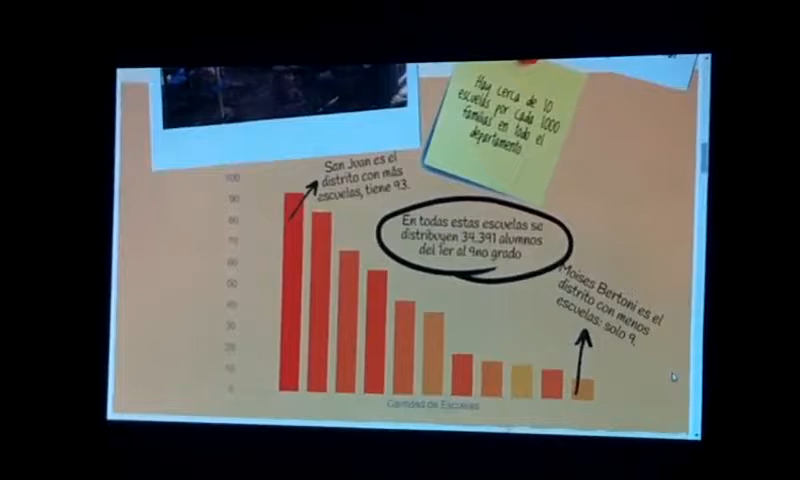 Hay cerca de 10
escuelas por cada 1000
familias en todo el
departamento
San Juan es el
distrito con más
escuelas, tiene 93.
En todas estas escuelas se
distribuyen 34.391 alumnos
del 1er al 9no grado
Moises Bertoni es el
distrito con menos
escuelas: solo 9.
100
90
80
70
60
50
40
30
20
10
0
Cantidad de Escuelas